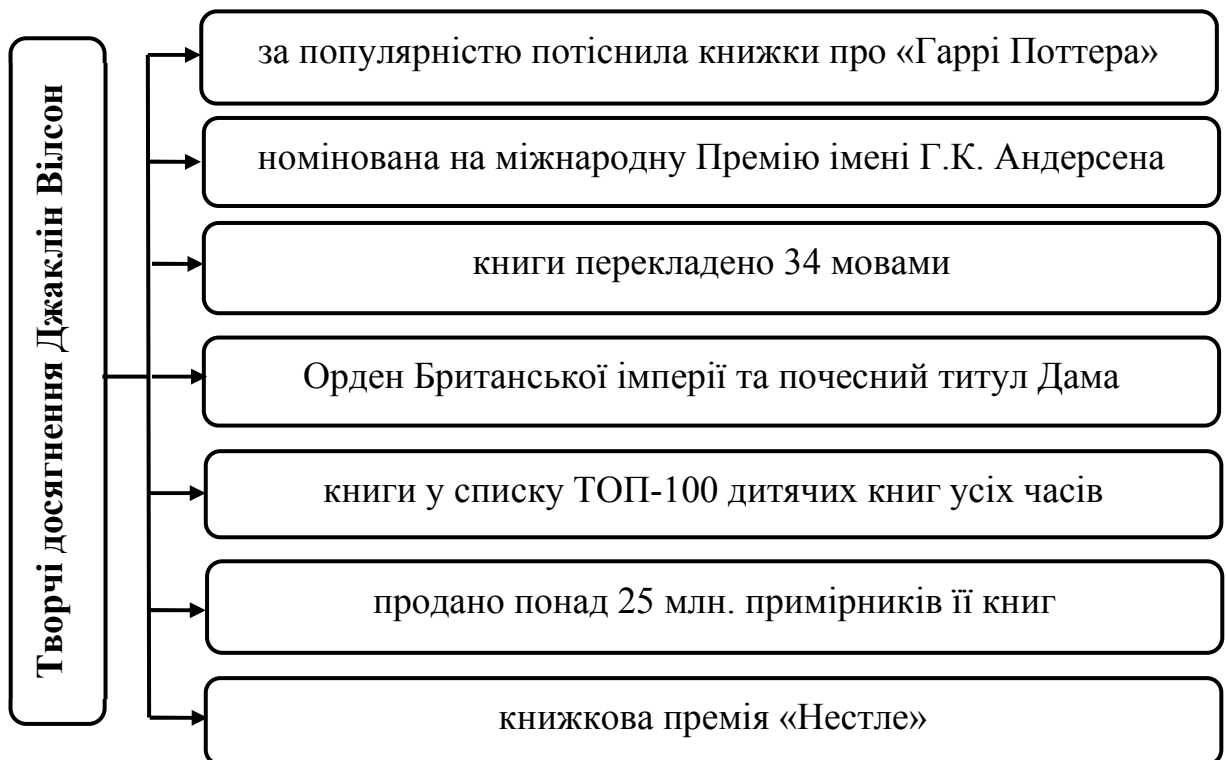 Творчі досягнення Джаклін Вілсон
за популярністю потіснила книжки про «Гаррі Поттера»
номінована на міжнародну Премію імені Г.К. Андерсена
книги перекладено 34 мовами
Орден Британської імперії та почесний титул Дама
книги у списку ТОП-100 дитячих книг усіх часів
продано понад 25 млн. примірників її книг
книжкова премія «Нестле»